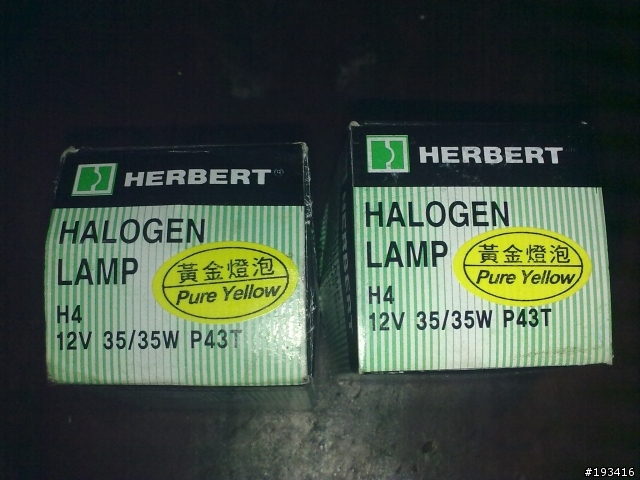 HERBERT
HALOGEN
LAMP
黃金燈泡
Pure Yellow
H4
12V 35/35W P43T
HERBERT
HALOGEN
LAMP
黃金燈泡
Pure Yellow
H4
12V 35/35W P43T
HERBERT
#193416